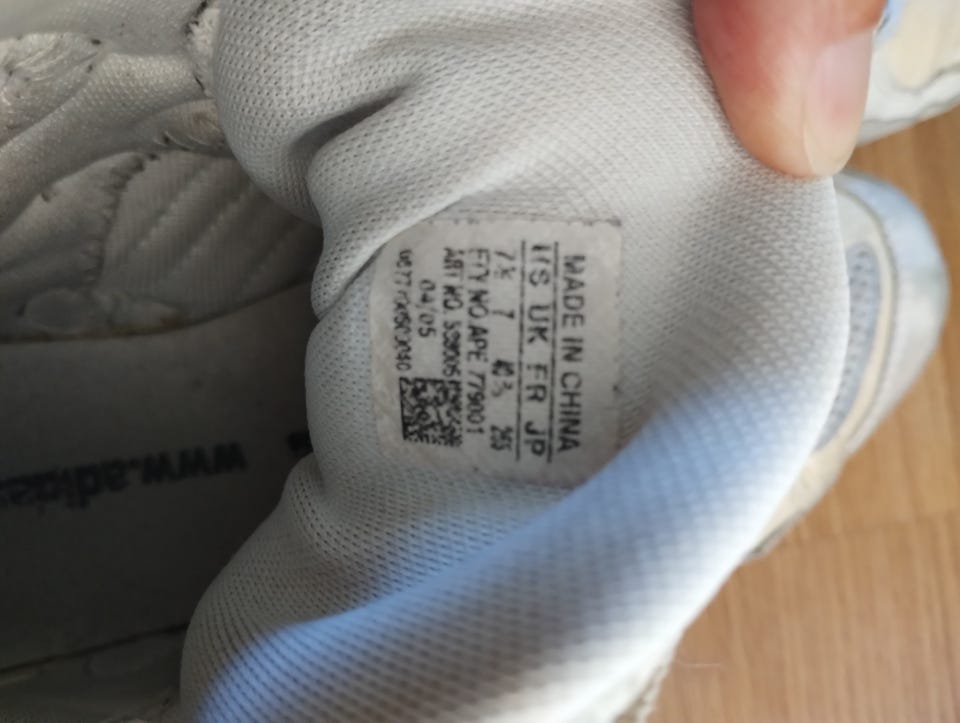 MADE IN CHINA
US UK FR JP
7½ 7 40⅔ 255
FTY NO APE 779001
ART NO.
04/05
www.adidas